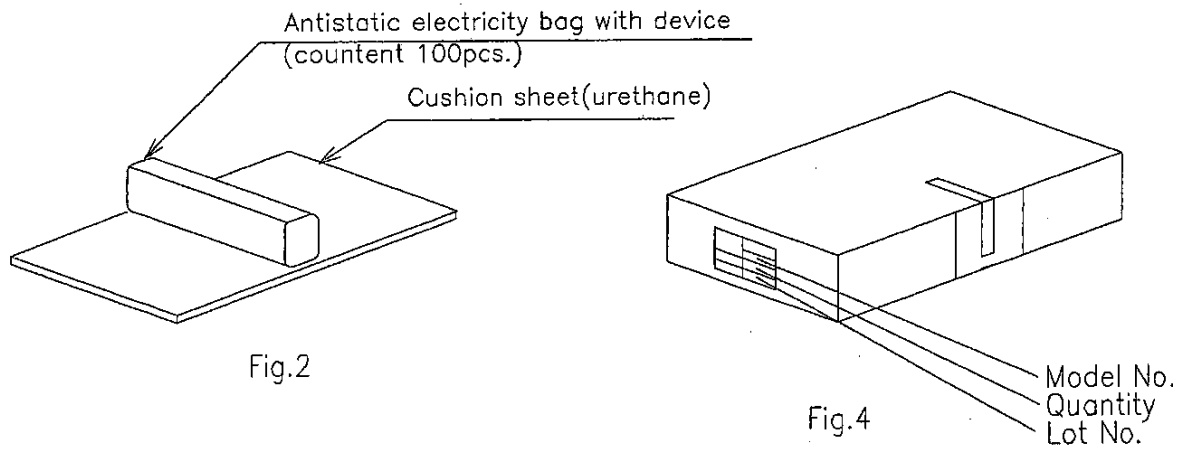 Antistatic electricity bag with device
(countent 100pcs.)
Cushion sheet(urethane)
Fig.2
Model No.
Quantity
Lot No.
Fig.4